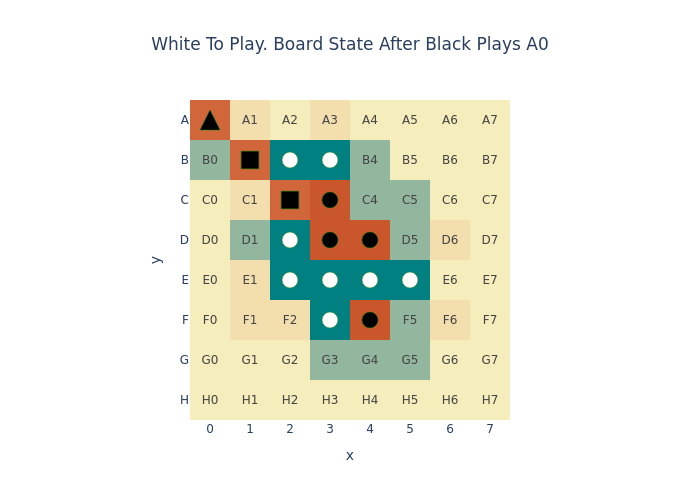 White To Play. Board State After Black Plays A0
A A1 A2 A3 A4 A5 A6 A7
B B0 B4 B5 B6 B7
C C0 C1 C4 C5 C6 C7
D D0 D1 D5 D6 D7
y
E E0 E1 E6 E7
F F0 F1 F2 F5 F6 F7
G G0 G1 G2 G3 G4 G5 G6 G7
H H0 H1 H2 H3 H4 H5 H6 H7
0 1 2 3 4 5 6 7
x